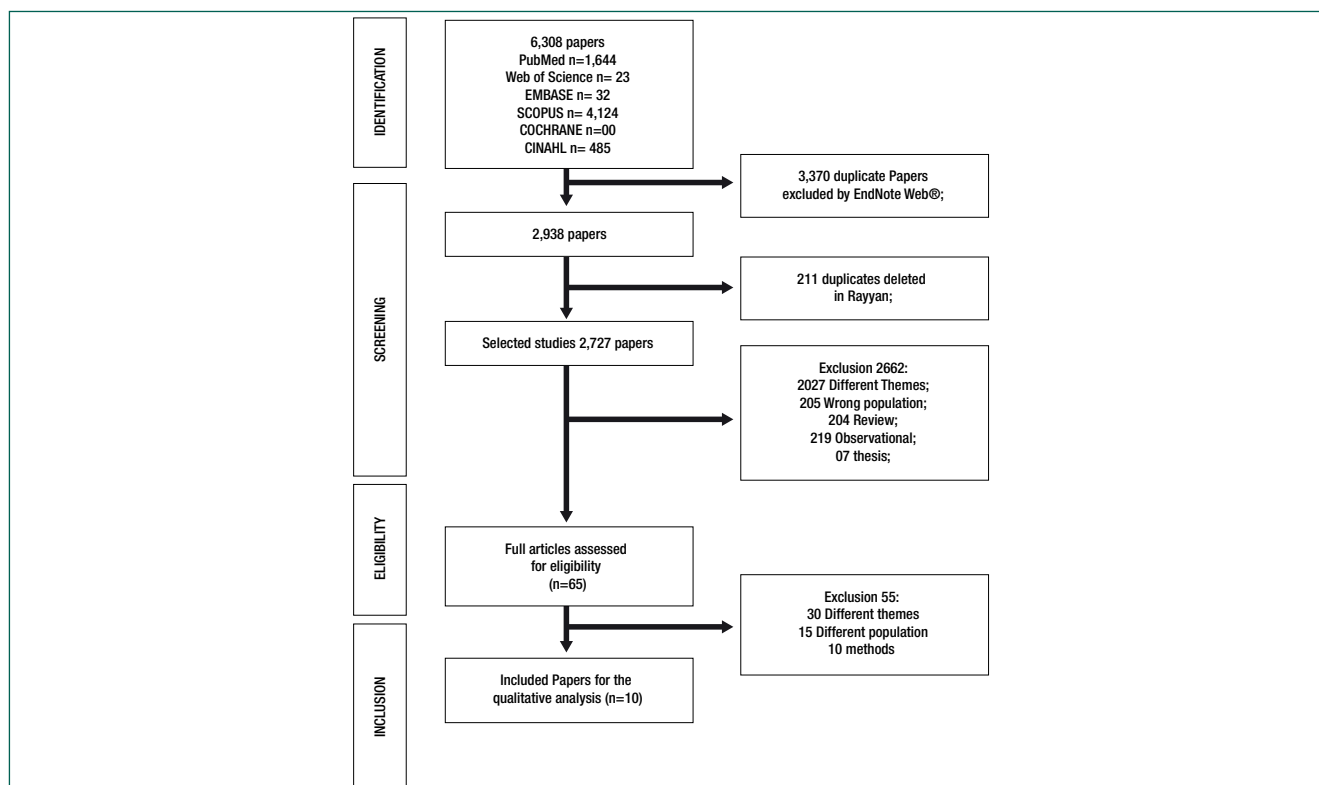 IDENTIFICATION
6,308 papers
PubMed n=1,644
Web of Science n= 23
EMBASE n= 32
SCOPUS n= 4,124
COCHRANE n=00
CINAHL n= 485
3,370 duplicate Papers
excluded by EndNote Web®;
SCREENING
2,938 papers
211 duplicates deleted
in Rayyan;
Selected studies 2,727 papers
Exclusion 2662:
2027 Different Themes;
205 Wrong population;
204 Review;
219 Observational;
07 thesis;
ELIGIBILITY
Full articles assessed
for eligibility
(n=65)
Exclusion 55:
30 Different themes
15 Different population
10 methods
INCLUSION
Included Papers for the
qualitative analysis (n=10)